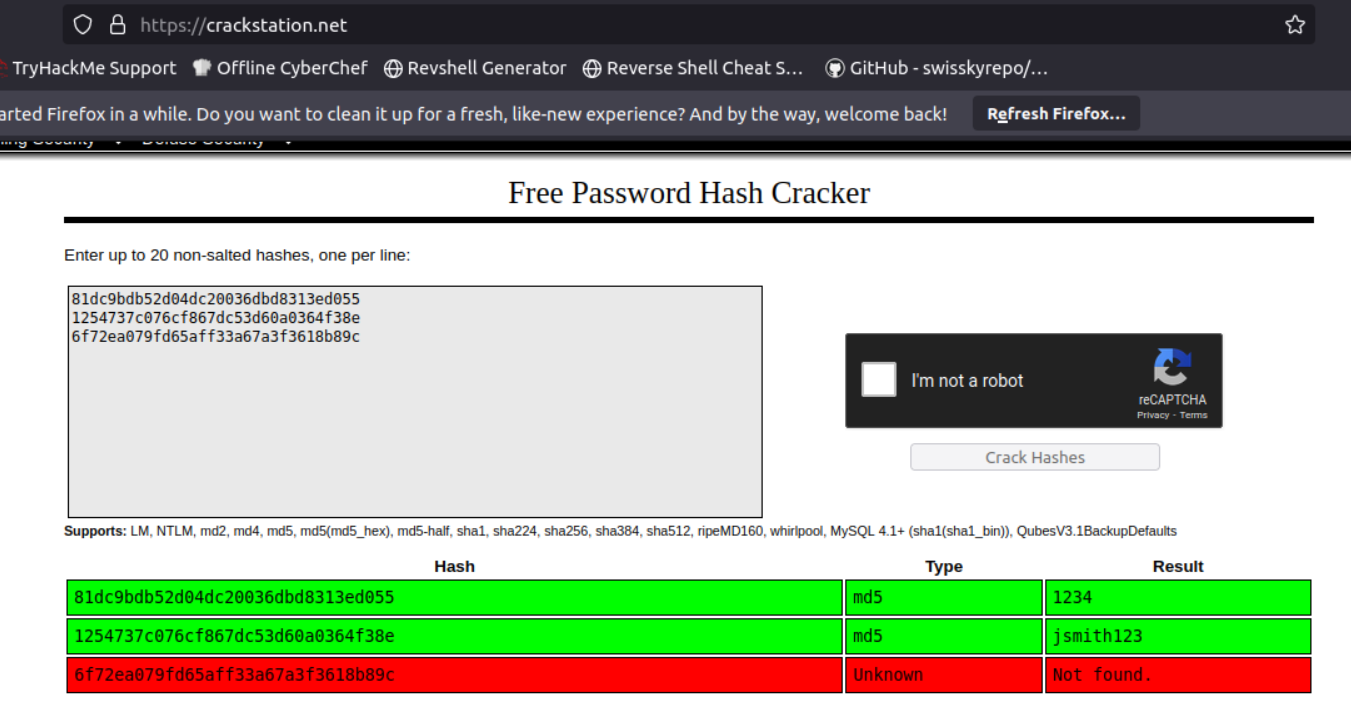 https://crackstation.net
TryHackMe Support Offline CyberChef Revshell Generator Reverse Shell Cheat S... GitHub - swisskyrepo/...
arted Firefox in a while. Do you want to clean it up for a fresh, like-new experience? And by the way, welcome back! Refresh Firefox...
Free Password Hash Cracker
Enter up to 20 non-salted hashes, one per line:
81dc9bdb52d04dc20036dbd8313ed055
1254737c076cf867dc53d60a0364f38e
6f72ea079fd65aff33a67a3f3618b89c
I'm not a robot
reCAPTCHA
Privacy - Terms
Crack Hashes
Supports: LM, NTLM, md2, md4, md5, md5(md5_hex), md5-half, sha1, sha224, sha256, sha384, sha512, ripeMD160, whirlpool, MySQL 4.1+ (sha1(sha1_bin)), QubesV3.1BackupDefaults
Hash Type Result
81dc9bdb52d04dc20036dbd8313ed055 md5 1234
1254737c076cf867dc53d60a0364f38e md5 jsmith123
6f72ea079fd65aff33a67a3f3618b89c Unknown Not found.